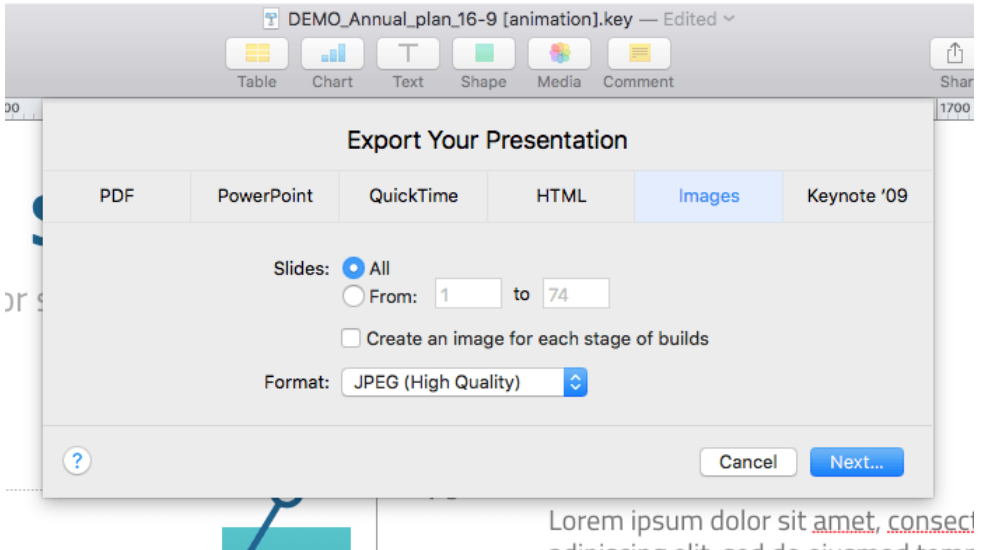 DEMO_Annual_plan_16-9 [animation].key — Edited
Table Chart Text Shape Media Comment
00 1700
Export Your Presentation
PDF PowerPoint QuickTime HTML Images Keynote '09
Slides: All
From: 1 to 74
Create an image for each stage of builds
Format: JPEG (High Quality)
? Cancel Next...
Lorem ipsum dolor sit amet, consect